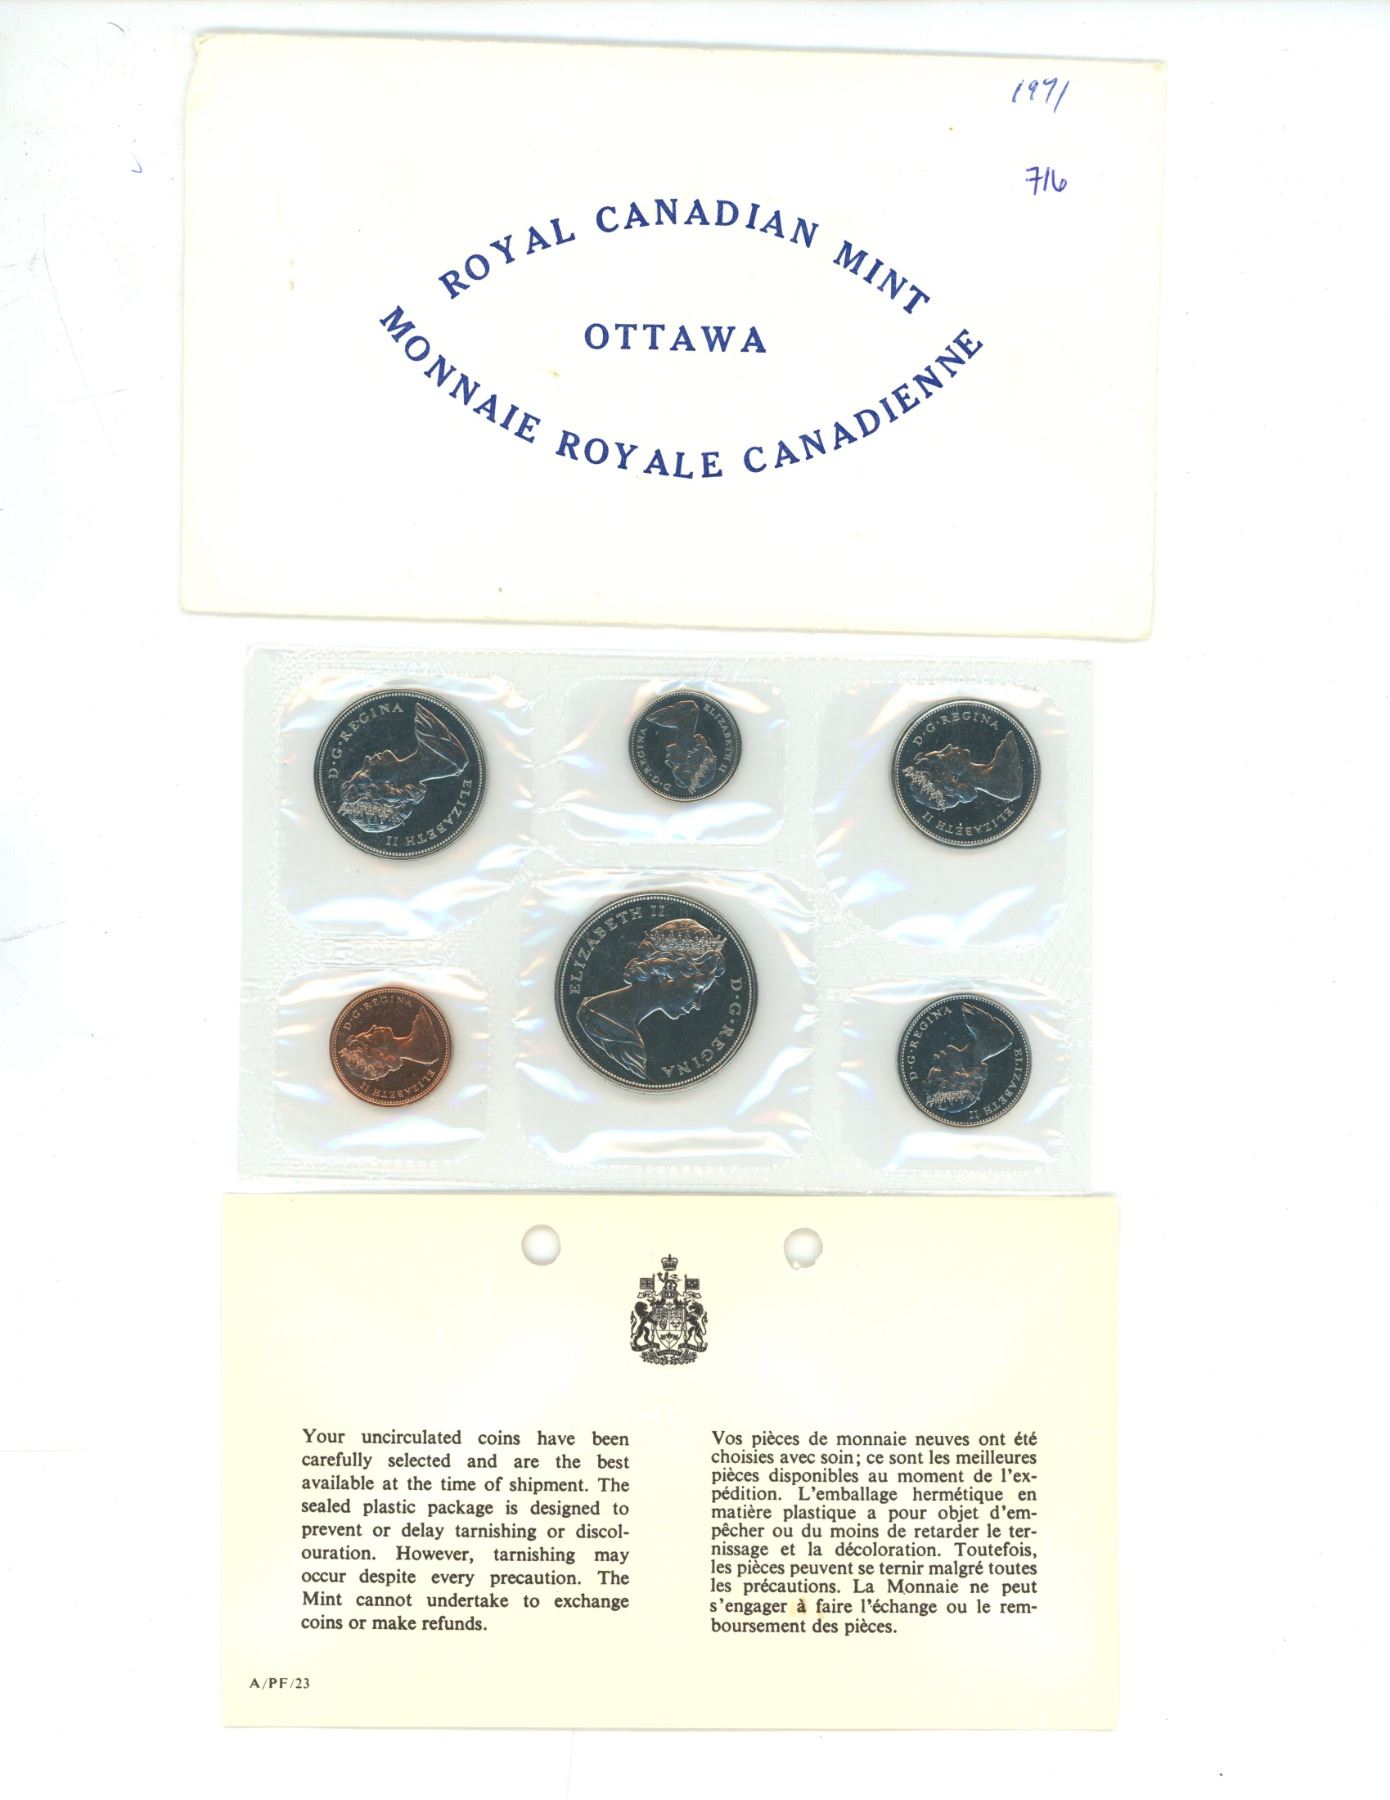 1971
716
ROYAL CANADIAN MINT
OTTAWA
MONNAIE ROYALE CANADIENNE
ELIZABETH II D·G·REGINA
ELIZABETH II D·G·REGINA
ELIZABETH II D·G·REGINA
ELIZABETH II D·G·REGINA
ELIZABETH II D·G·REGINA
ELIZABETH II D·G·REGINA
Your uncirculated coins have been
carefully selected and are the best
available at the time of shipment. The
sealed plastic package is designed to
prevent or delay tarnishing or discol-
ouration. However, tarnishing may
occur despite every precaution. The
Mint cannot undertake to exchange
coins or make refunds.
Vos pièces de monnaie neuves ont été
choisies avec soin; ce sont les meilleures
pièces disponibles au moment de l'ex-
pédition. L'emballage hermétique en
matière plastique a pour objet d'em-
pêcher ou du moins de retarder le ter-
nissage et la décoloration. Toutefois,
les pièces peuvent se ternir malgré toutes
les précautions. La Monnaie ne peut
s'engager à faire l'échange ou le rem-
boursement des pièces.
A/PF/23